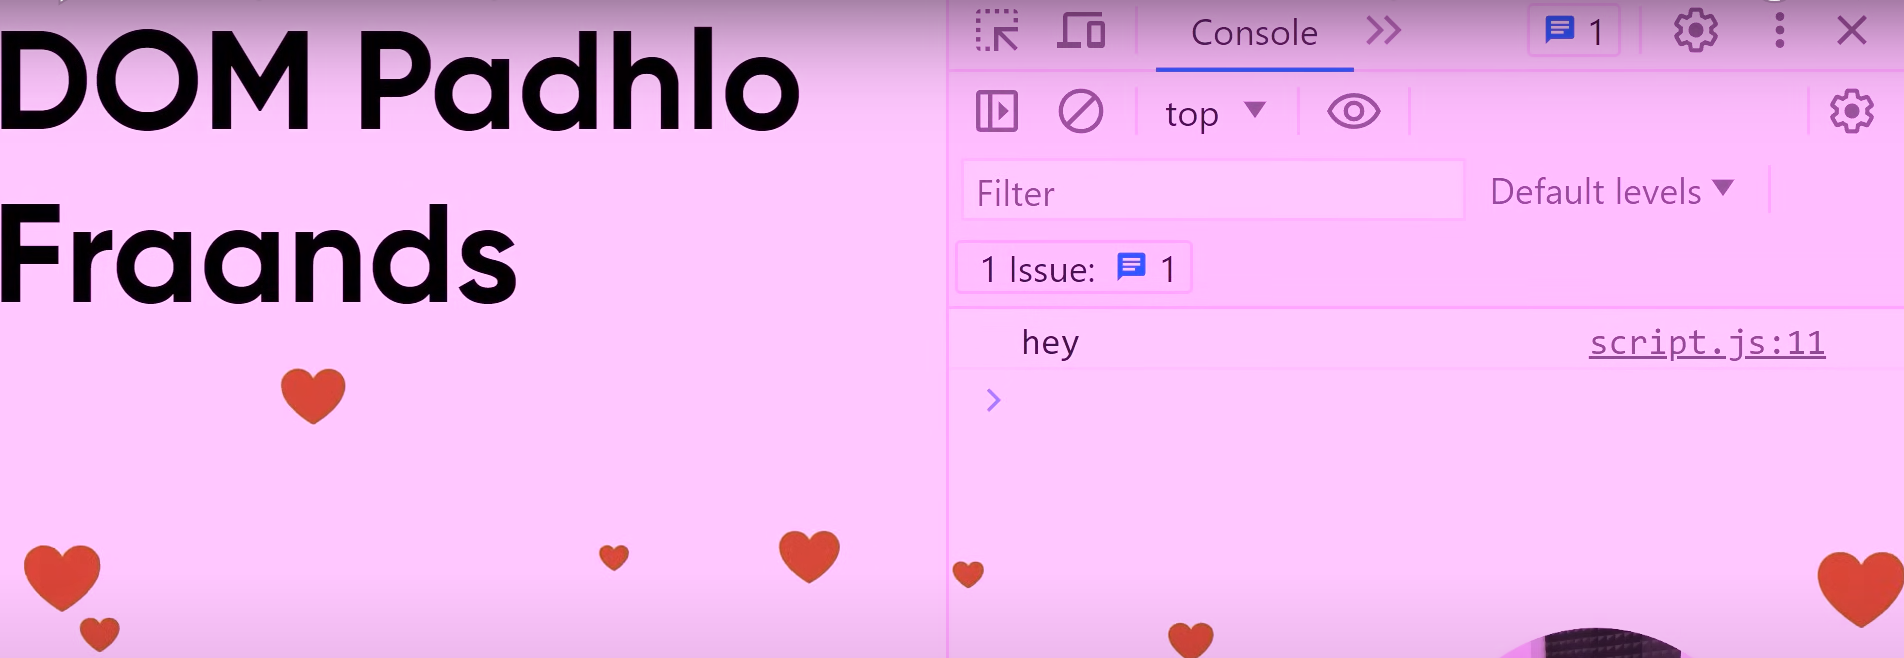 DOM Padhlo
Fraands
Console
1
top
Filter
Default levels
1 Issue: 1
hey
script.js:11